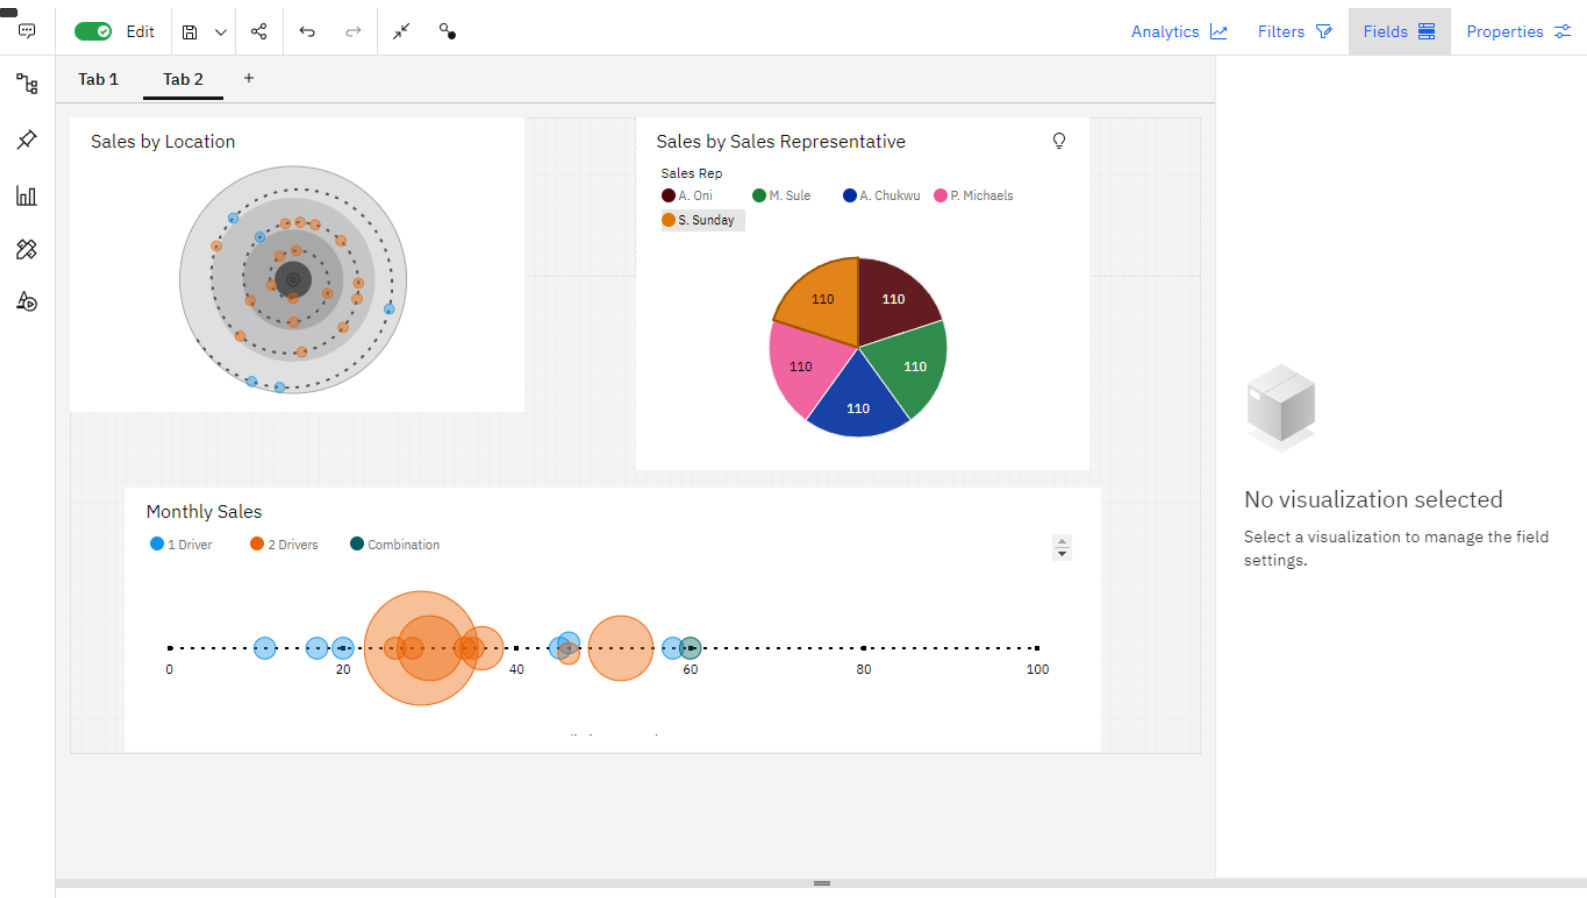 Edit
Analytics
Filters
Fields
Properties
Tab 1
Tab 2
+
Sales by Location
Sales by Sales Representative
Sales Rep
A. Oni
M. Sule
A. Chukwu
P. Michaels
S. Sunday
110
110
110
110
110
Monthly Sales
1 Driver
2 Drivers
Combination
0
20
40
60
80
100
No visualization selected
Select a visualization to manage the field
settings.